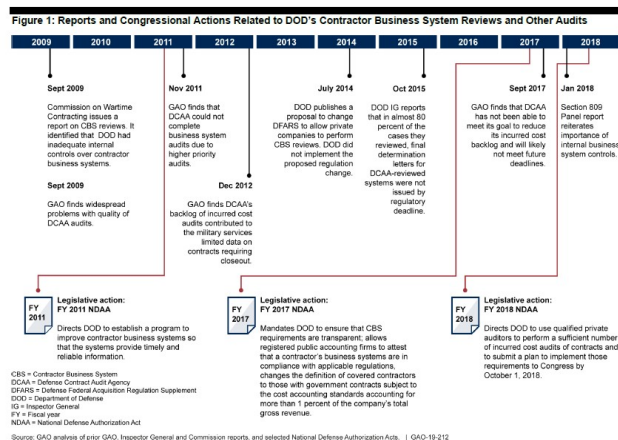 Figure 1: Reports and Congressional Actions Related to DOD's Contractor Business System Reviews and Other Audits
2009 2010 2011 2012 2013 2014 2015 2016 2017 2018
Sept 2009
Commission on Wartime
Contracting issues a
report on CBS reviews. It
identified that DOD had
inadequate internal
controls over contractor
business systems.
Sept 2009
GAO finds widespread
problems with quality of
DCAA audits.
Nov 2011
GAO finds that
DCAA could not
complete
business system
audits due to
higher priority
audits.
Dec 2012
GAO finds DCAA's
backlog of incurred cost
audits contributed to
the military services
limited data on
contracts requiring
closeout.
July 2014
DOD publishes a
proposal to change
DFARS to allow private
companies to perform
CBS reviews. DOD did
not implement the
proposed regulation
change.
Oct 2015
DOD IG reports
that in almost 80
percent of the
cases they
reviewed, final
determination
letters for
DCAA-reviewed
systems were not
issued by
regulatory
deadline.
Sept 2017
GAO finds that DCAA
has not been able to
meet its goal to reduce
its incurred cost
backlog and will likely
not meet future
deadlines.
Jan 2018
Section 809
Panel report
reiterates
importance of
internal business
system controls.
FY
2011
Legislative action:
FY 2011 NDAA
Directs DOD to establish a program to
improve contractor business systems so
that the systems provide timely and
reliable information.
FY
2017
Legislative action:
FY 2017 NDAA
Mandates DOD to ensure that CBS
requirements are transparent; allows
registered public accounting firms to attest
that a contractor's business systems are in
compliance with applicable regulations,
changes the definition of covered contractors
to those with government contracts subject to
the cost accounting standards accounting for
more than 1 percent of the company's total
gross revenue.
FY
2018
Legislative action:
FY 2018 NDAA
Directs DOD to use qualified private
auditors to perform a sufficient number
of incurred cost audits of contracts and
to submit a plan to implement those
requirements to Congress by
October 1, 2018.
CBS = Contractor Business System
DCAA = Defense Contract Audit Agency
DFARS = Defense Federal Acquisition Regulation Supplement
DOD = Department of Defense
IG = Inspector General
FY = Fiscal year
NDAA = National Defense Authorization Act
Source: GAO analysis of prior GAO, Inspector General and Commission reports, and selected National Defense Authorization Acts. | GAO-19-212